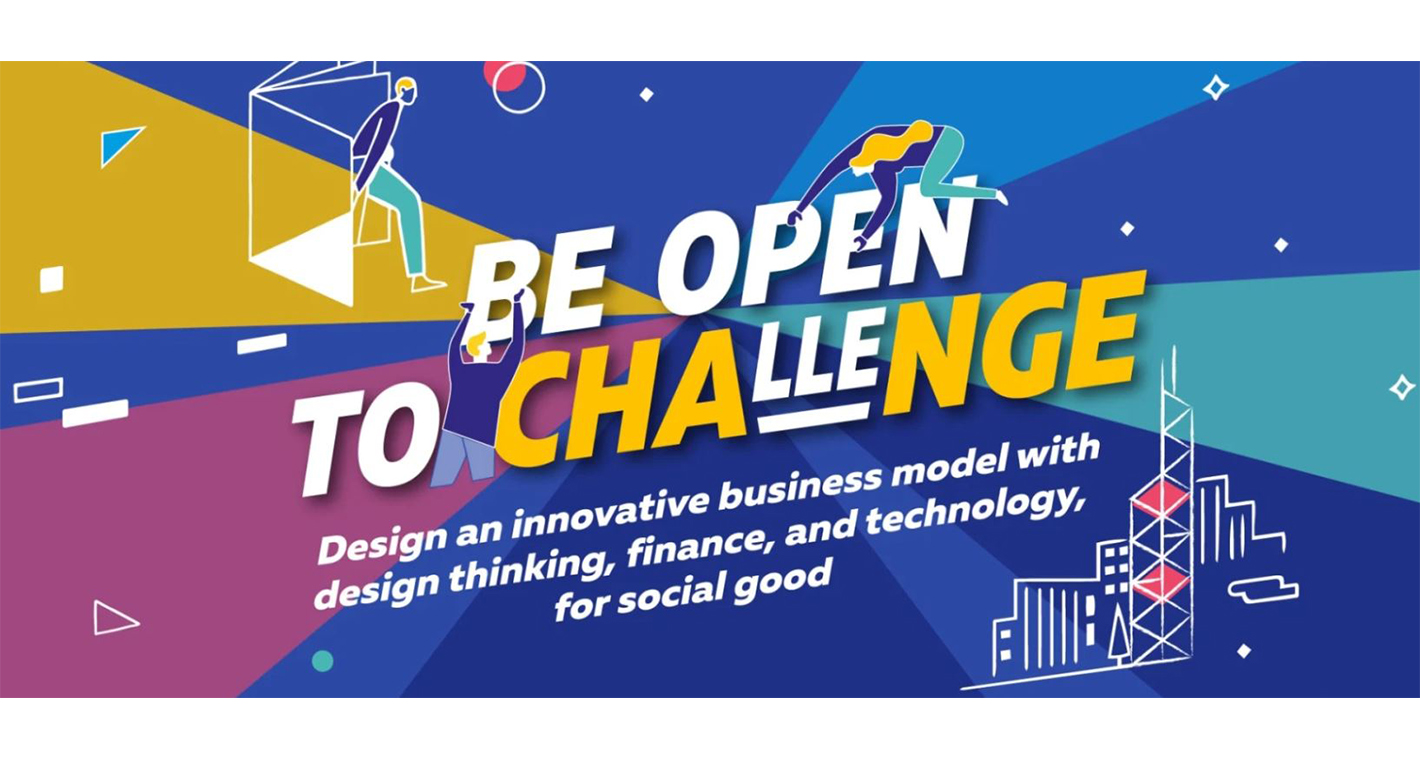 BE OPEN
TO CHALLENGE
Design an innovative business model with
design thinking, finance, and technology,
for social good